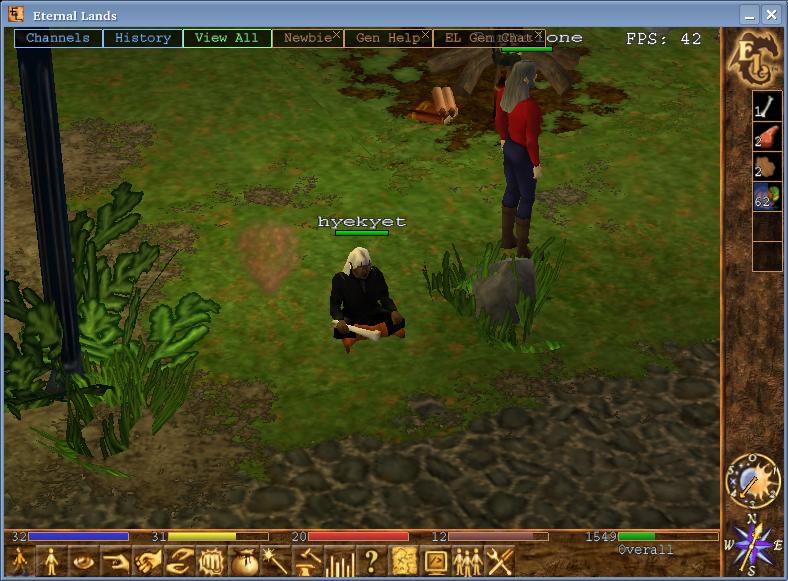 Eternal Lands
Channels History View All Newbie Gen Help EL Gen Chat one FPS: 42
1
2
2
62
hyekyet
32 31 20 12 1549
Overall
N
W E
S